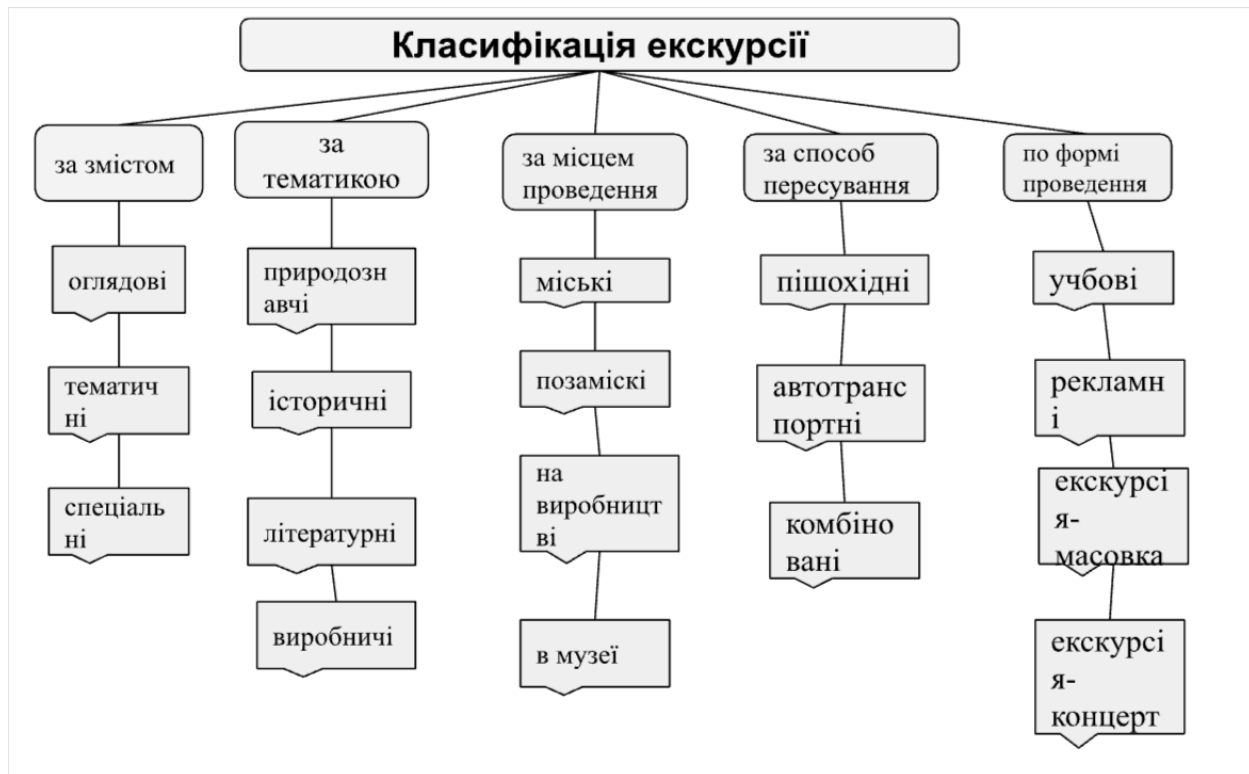 Класифікація екскурсії
за змістом
оглядові
тематич
ні
спеціаль
ні
за
тематикою
природозн
авчі
історичні
літературні
виробничі
за місцем
проведення
міські
позаміскі
на
виробницт
ві
в музеї
за способ
пересування
пішохідні
автотранс
портні
комбіно
вані
по формі
проведення
учбові
рекламн
і
екскурсі
я-
масовка
екскурсі
я-
концерт